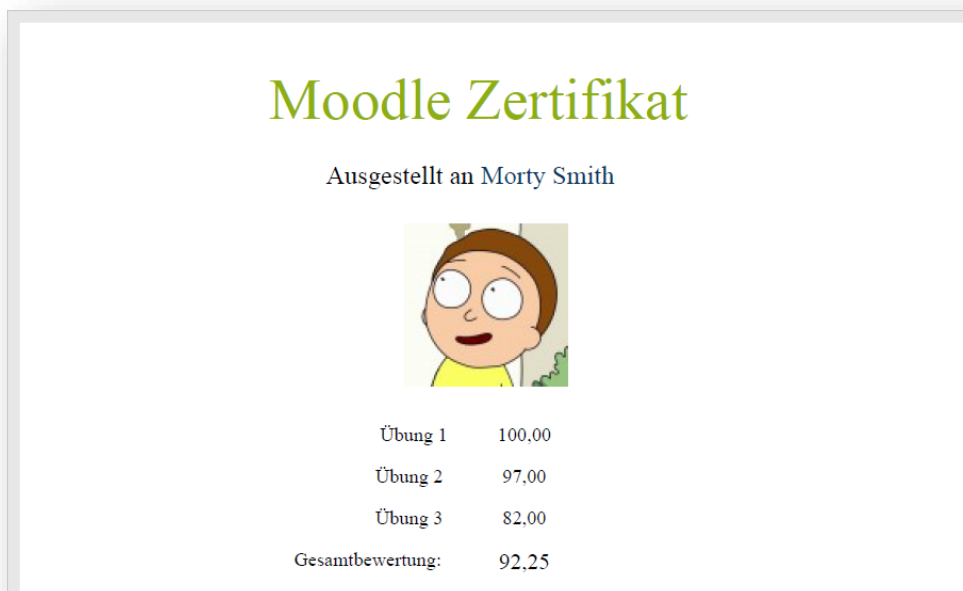 Moodle Zertifikat
Ausgestellt an Morty Smith
Übung 1 100,00
Übung 2 97,00
Übung 3 82,00
Gesamtbewertung: 92,25